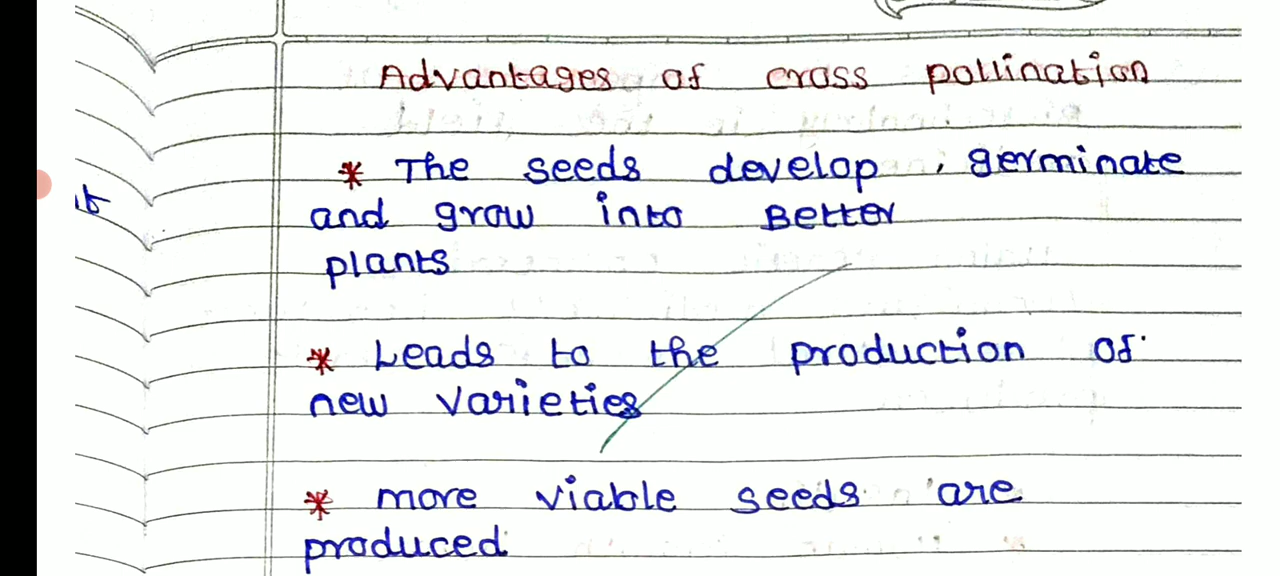 Advantages of cross pollination
* The seeds develop, germinate
and grow into Better
plants
* Leads to the production of
new varieties
* more viable seeds are
produced